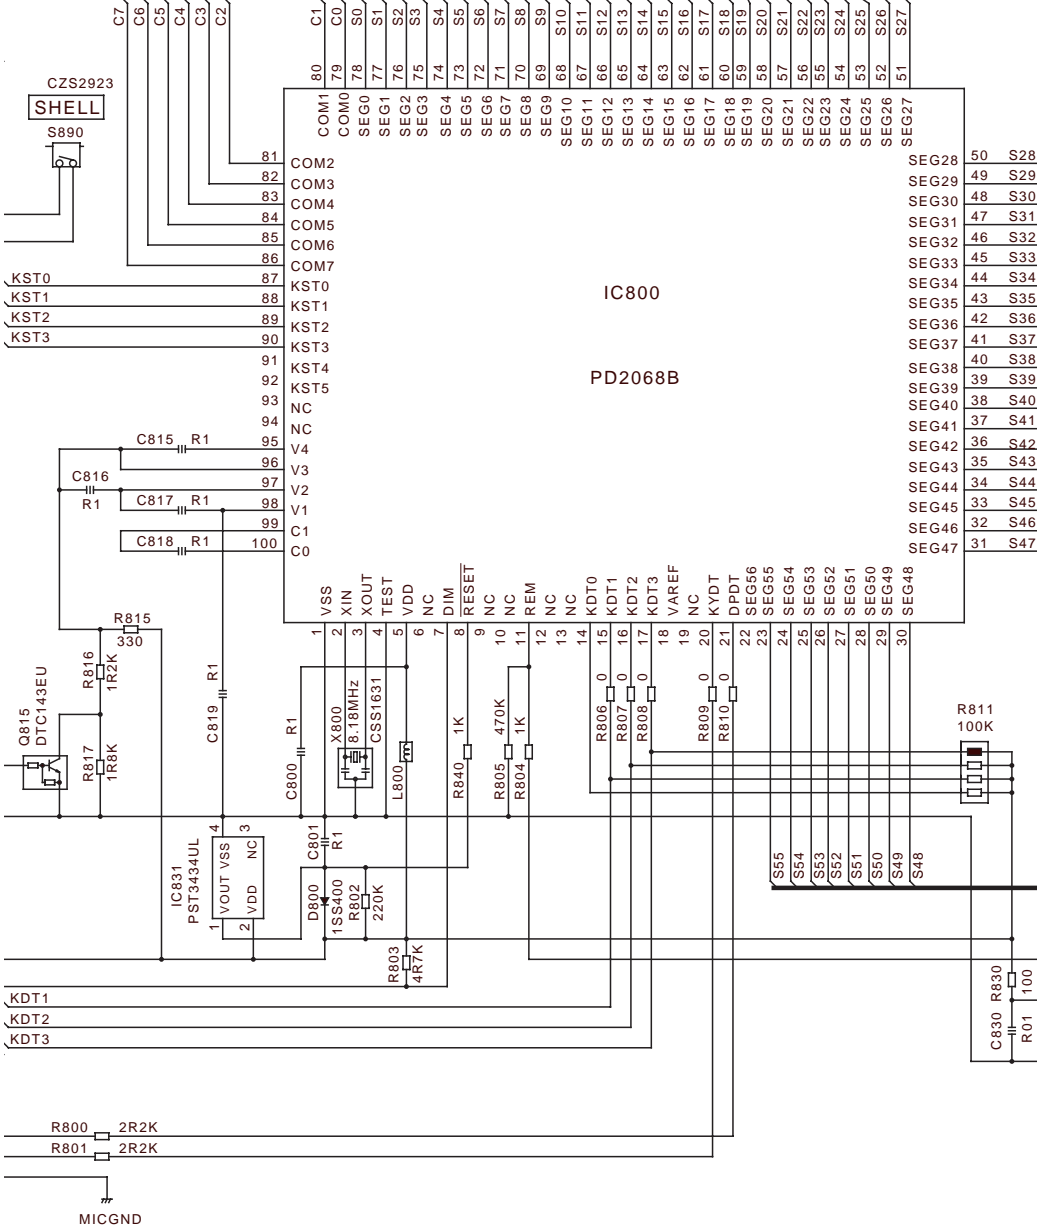 C7 C6 C5 C4 C3 C2 C1 C0 S0 S1 S2 S3 S4 S5 S6 S7 S8 S9 S10 S11 S12 S13 S14 S15 S16 S17 S18 S19 S20 S21 S22 S23 S24 S25 S26 S27
80 79 78 77 76 75 74 73 72 71 70 69 68 67 66 65 64 63 62 61 60 59 58 57 56 55 54 53 52 51
COM1 COM0 SEG0 SEG1 SEG2 SEG3 SEG4 SEG5 SEG6 SEG7 SEG8 SEG9 SEG10 SEG11 SEG12 SEG13 SEG14 SEG15 SEG16 SEG17 SEG18 SEG19 SEG20 SEG21 SEG22 SEG23 SEG24 SEG25 SEG26 SEG27
CZS2923
SHELL
S890
81 COM2
82 COM3
83 COM4
84 COM5
85 COM6
86 COM7
KST0 87 KST0
KST1 88 KST1
KST2 89 KST2
KST3 90 KST3
91 KST4
92 KST5
93 NC
94 NC
C815 R1 95 V4
96 V3
C816 R1 97 V2
C817 R1 98 V1
99 C1
C818 R1 100 C0
IC800
PD2068B
SEG28 50 S28
SEG29 49 S29
SEG30 48 S30
SEG31 47 S31
SEG32 46 S32
SEG33 45 S33
SEG34 44 S34
SEG35 43 S35
SEG36 42 S36
SEG37 41 S37
SEG38 40 S38
SEG39 39 S39
SEG40 38 S40
SEG41 37 S41
SEG42 36 S42
SEG43 35 S43
SEG44 34 S44
SEG45 33 S45
SEG46 32 S46
SEG47 31 S47
VSS XIN XOUT TEST VDD NC DIM RESET NC NC REM NC NC KDT0 KDT1 KDT2 KDT3 VAREF NC KYDT DPDT SEG56 SEG55 SEG54 SEG53 SEG52 SEG51 SEG50 SEG49 SEG48
1 2 3 4 5 6 7 8 9 10 11 12 13 14 15 16 17 18 19 20 21 22 23 24 25 26 27 28 29 30
R815
330
R816
1R2K
Q815
DTC143EU
R817
1R8K
C819 R1
C800 R1
X800
8.18MHz
CSS1631
L800
R840 1K
R805 470K
R804 1K
R806 0
R807 0
R808 0
R809 0
R810 0
R811
100K
IC831
PST3434UL
4 3
VSS NC
VOUT VDD
1 2
C801 R1
D800
1SS400
R802
220K
R803
4R7K
S55 S54 S53 S52 S51 S50 S49 S48
R830 100
C830 R01
KDT1
KDT2
KDT3
R800 2R2K
R801 2R2K
MICGND